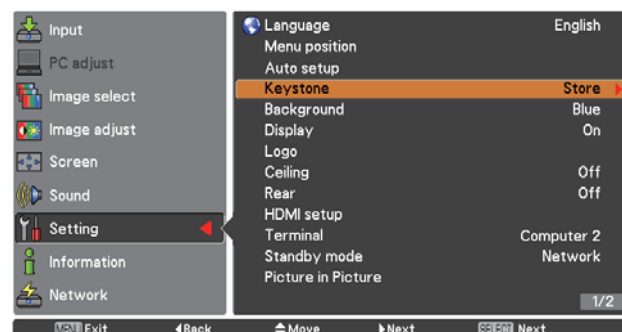 Input
PC adjust
Image select
Image adjust
Screen
Sound
Setting
Information
Network
Language English
Menu position
Auto setup
Keystone Store
Background Blue
Display On
Logo
Ceiling Off
Rear Off
HDMI setup
Terminal Computer 2
Standby mode Network
Picture in Picture
1/2
MENU Exit Back Move Next SELECT Next